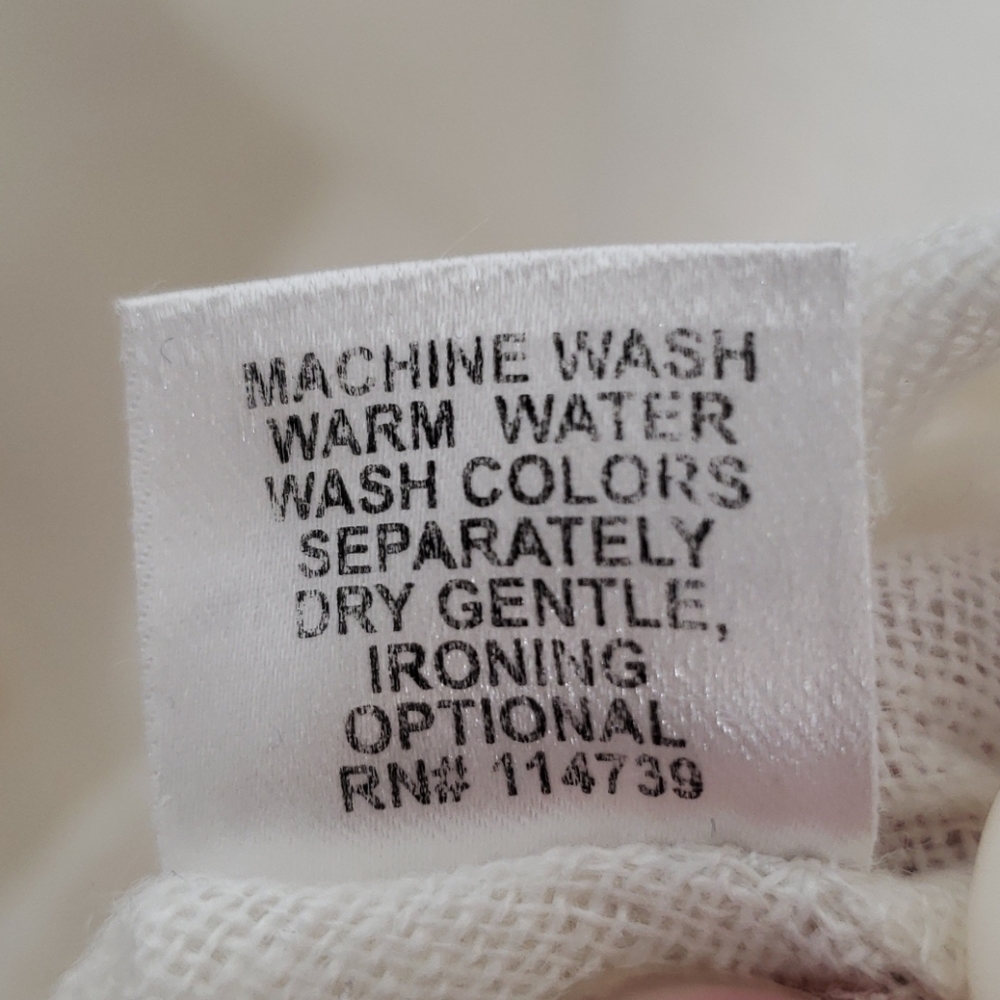 MACHINE WASH
WARM WATER
WASH COLORS
SEPARATELY
DRY GENTLE,
IRONING
OPTIONAL
RN# 114739